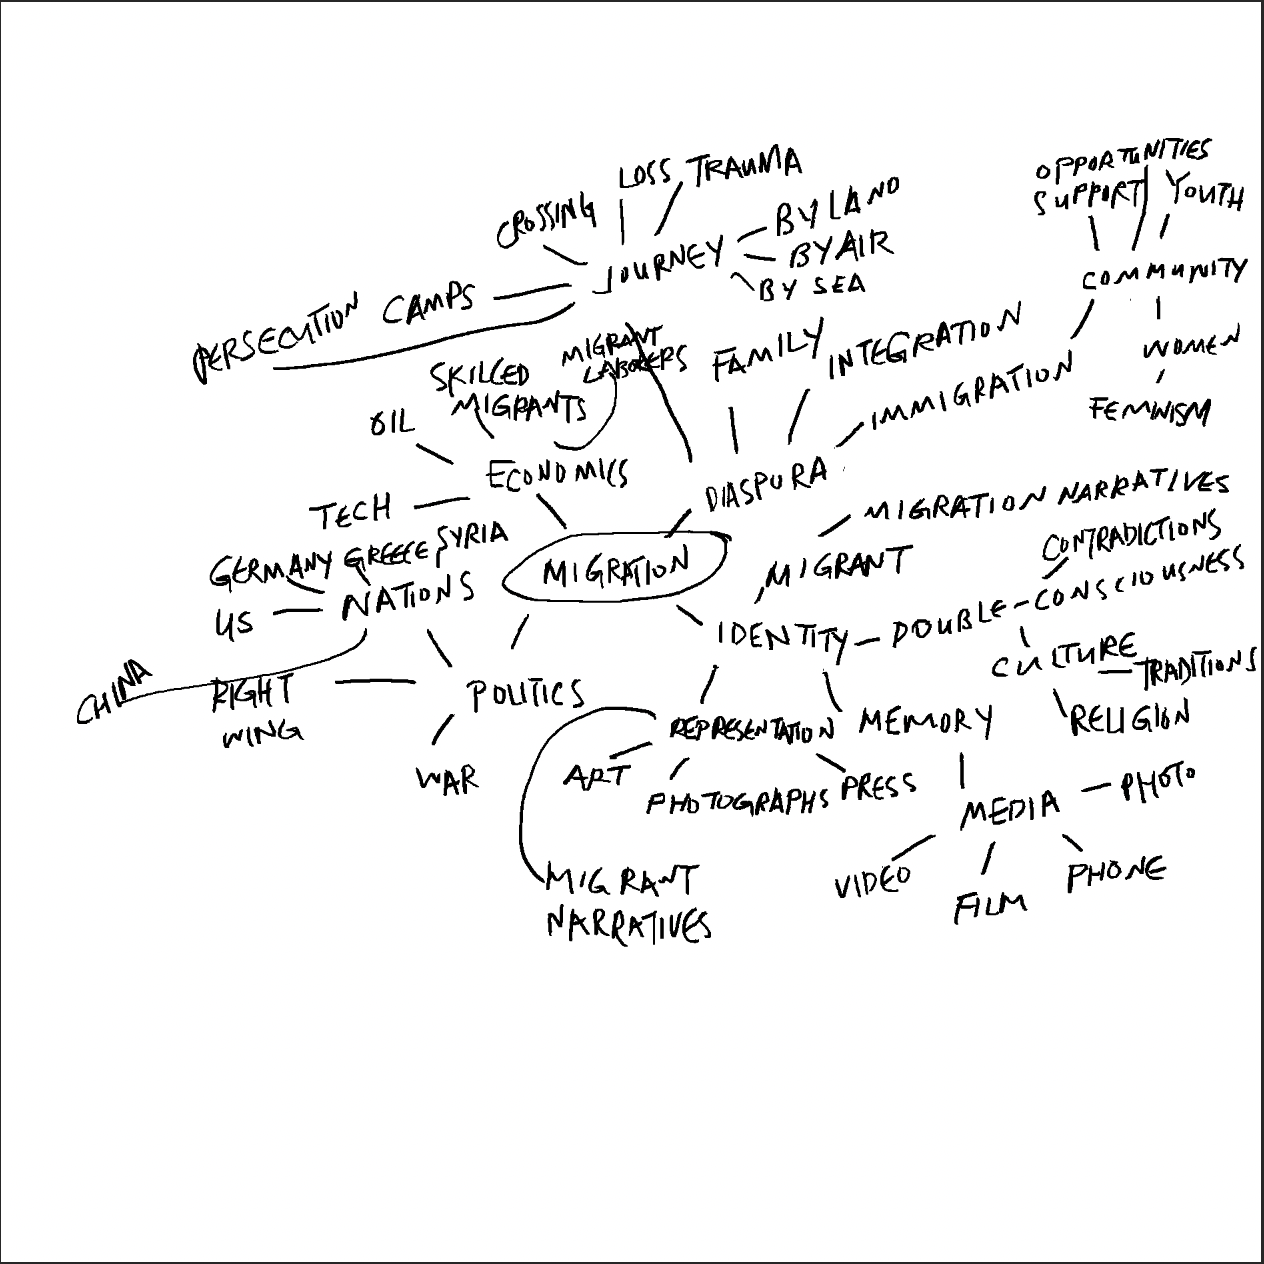 LOSS TRAUMA
CROSSING
BY LAND
JOURNEY
BY AIR
BY SEA
CAMPS
PERSECUTION
OPPORTUNITIES
SUPPORT
YOUTH
COMMUNITY
WOMEN
FEMINISM
MIGRANT
LABORERS
FAMILY
INTEGRATION
IMMIGRATION
SKILLED
MIGRANTS
OIL
ECONOMICS
DIASPORA
TECH
MIGRATION NARRATIVES
GERMANY GREECE SYRIA
MIGRATION
MIGRANT
CONTRADICTIONS
NATIONS
US
IDENTITY
DOUBLE - CONSCIOUSNESS
CULTURE
TRADITIONS
RELIGION
CHINA
RIGHT
WING
POLITICS
WAR
REPRESENTATION
MEMORY
ART
PHOTOGRAPHS
PRESS
MEDIA
PHOTO
VIDEO
FILM
PHONE
MIGRANT
NARRATIVES